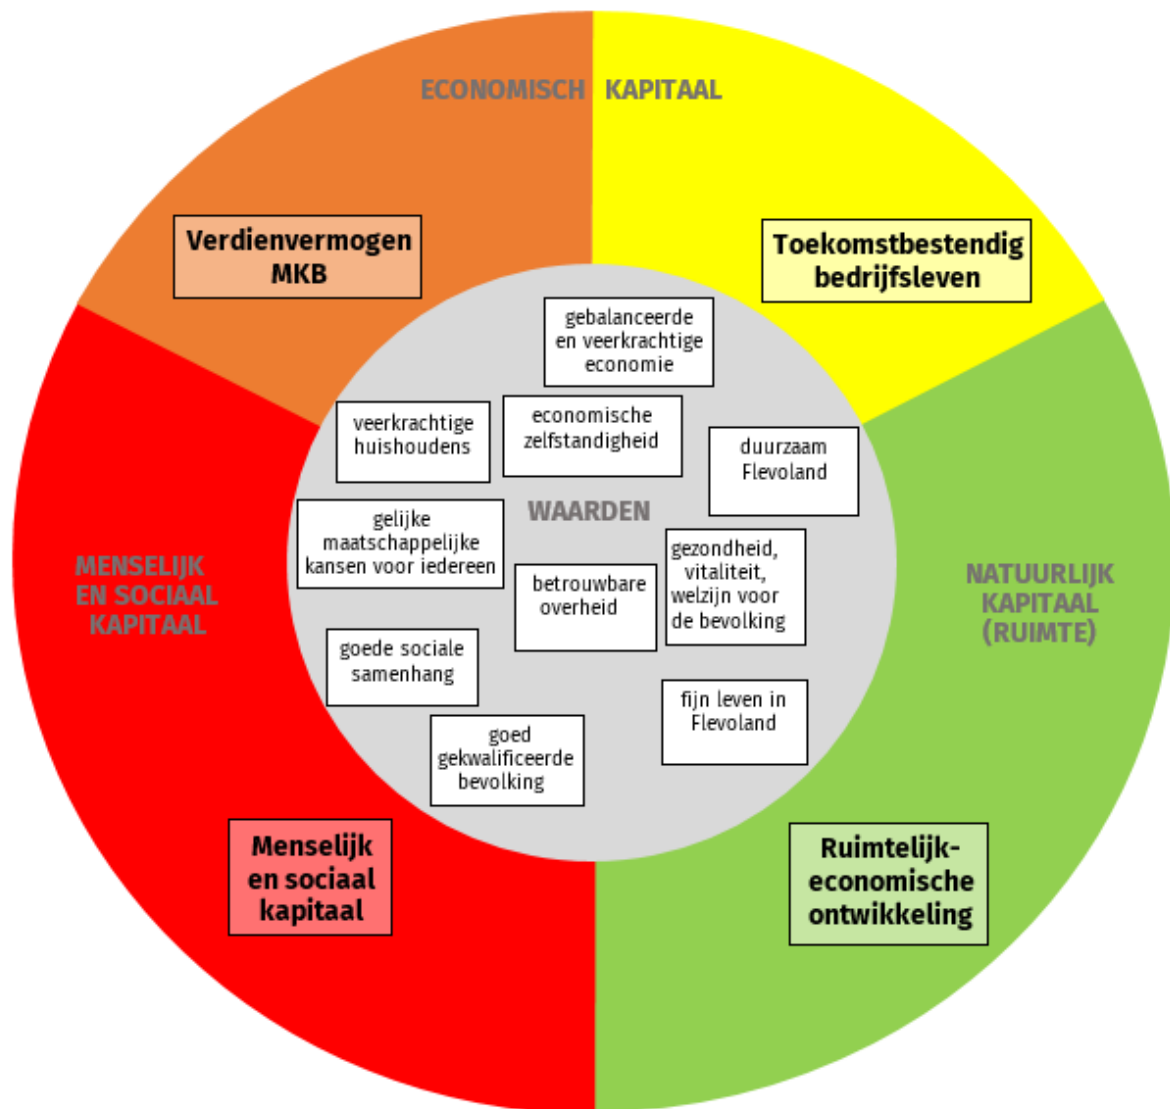 ECONOMISCH KAPITAAL
Verdienvermogen
MKB
Toekomstbestendig
bedrijfsleven
gebalanceerde
en veerkrachtige
economie
veerkrachtige
huishoudens
economische
zelfstandigheid
duurzaam
Flevoland
WAARDEN
gelijke
maatschappelijke
kansen voor iedereen
gezondheid,
vitaliteit,
welzijn voor
de bevolking
betrouwbare
overheid
MENSELIJK
EN SOCIAAL
KAPITAAL
NATUURLIJK
KAPITAAL
(RUIMTE)
goede sociale
samenhang
fijn leven in
Flevoland
goed
gekwalificeerde
bevolking
Menselijk
en sociaal
kapitaal
Ruimtelijk-
economische
ontwikkeling